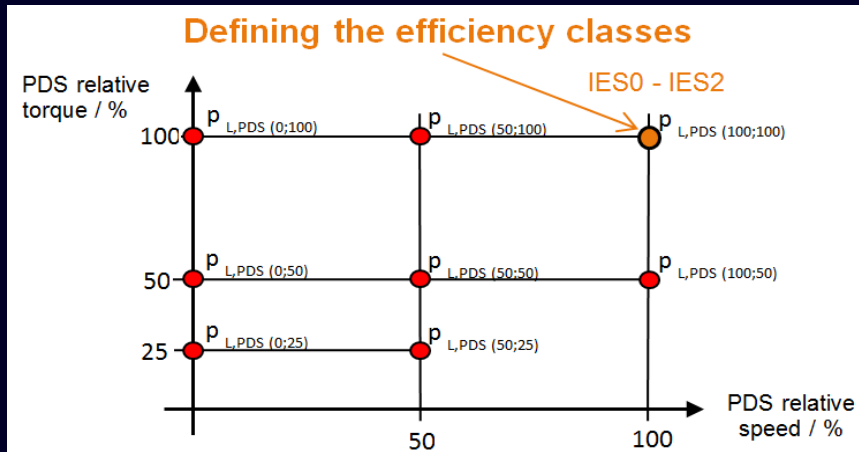 Defining the efficiency classes
PDS relative
torque / %
IES0 - IES2
100
p L,PDS (0;100)
p L,PDS (50;100)
p L,PDS (100;100)
50
p L,PDS (0;50)
p L,PDS (50;50)
p L,PDS (100;50)
25
p L,PDS (0;25)
p L,PDS (50;25)
50
100
PDS relative
speed / %